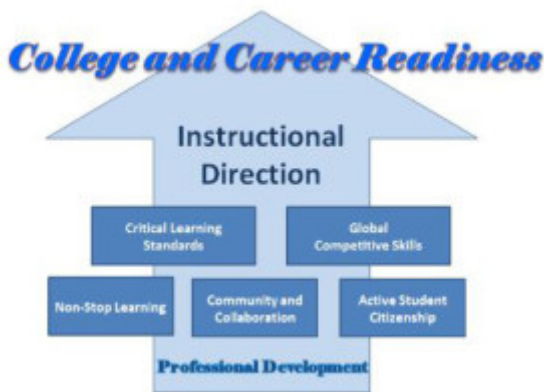 College and Career Readiness
Instructional
Direction
Critical Learning
Standards
Global
Competitive Skills
Non-Stop Learning
Community and
Collaboration
Active Student
Citizenship
Professional Development